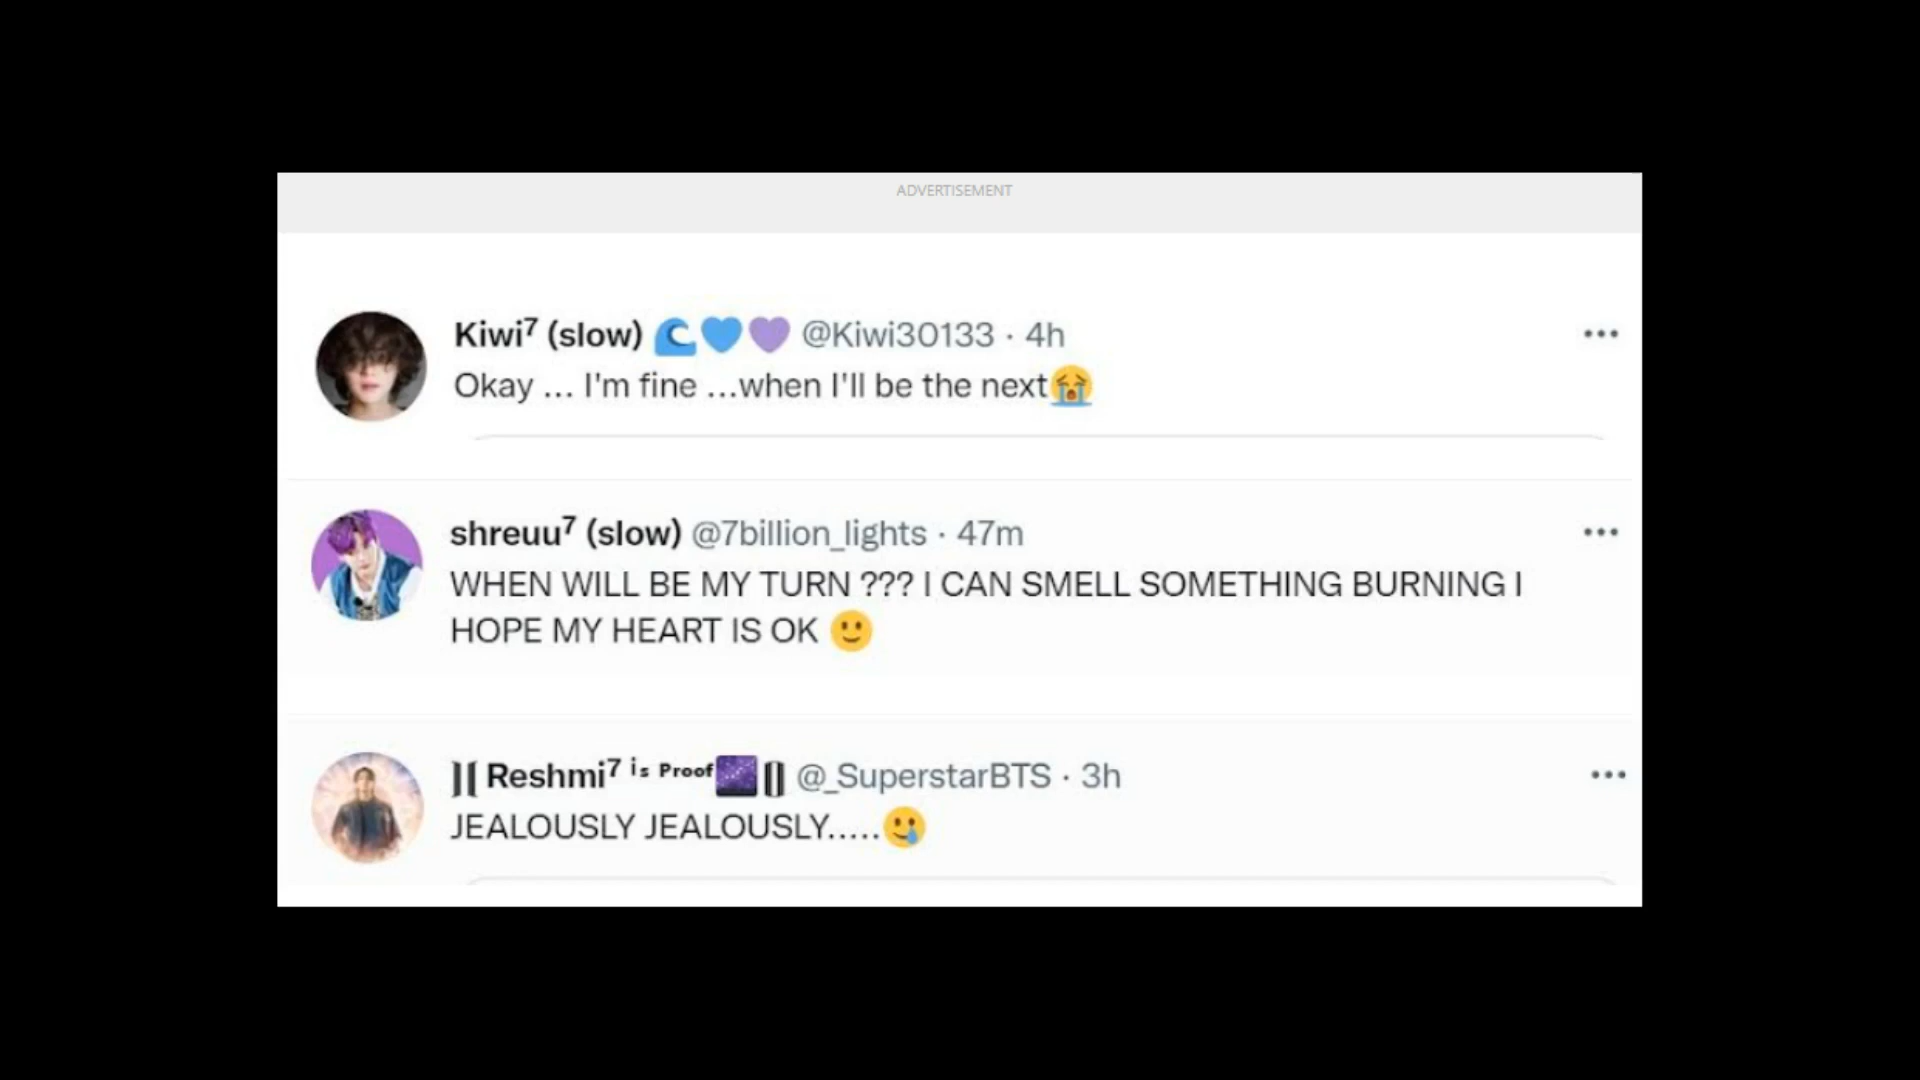 ADVERTISEMENT
Kiwi⁷ (slow) 🌊💙💜 @Kiwi30133 · 4h
Okay ... I'm fine ...when I'll be the next😭
shreuu⁷ (slow) @7billion_lights · 47m
WHEN WILL BE MY TURN ??? I CAN SMELL SOMETHING BURNING I
HOPE MY HEART IS OK 🙂
][ Reshmi⁷ ⁱˢ ᴾʳᵒᵒᶠ🌌[] @_SuperstarBTS · 3h
JEALOUSLY JEALOUSLY.....🥲